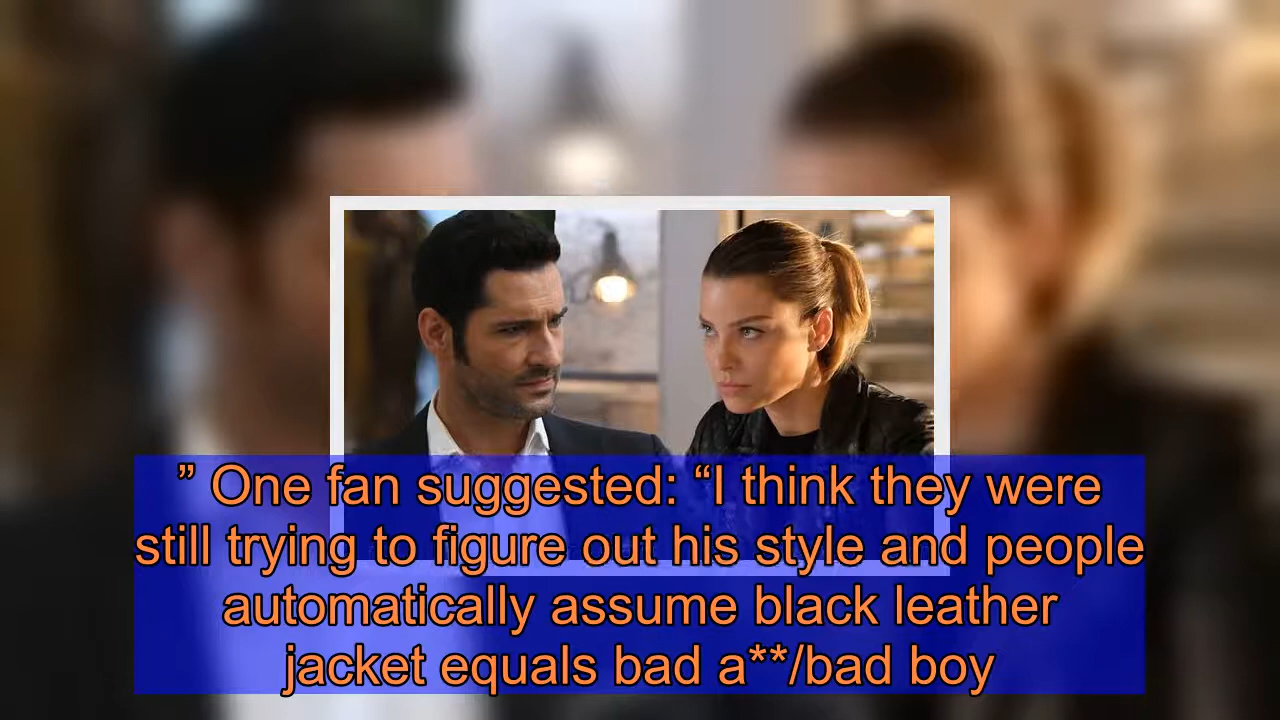 ” One fan suggested: “I think they were
still trying to figure out his style and people
automatically assume black leather
jacket equals bad a**/bad boy